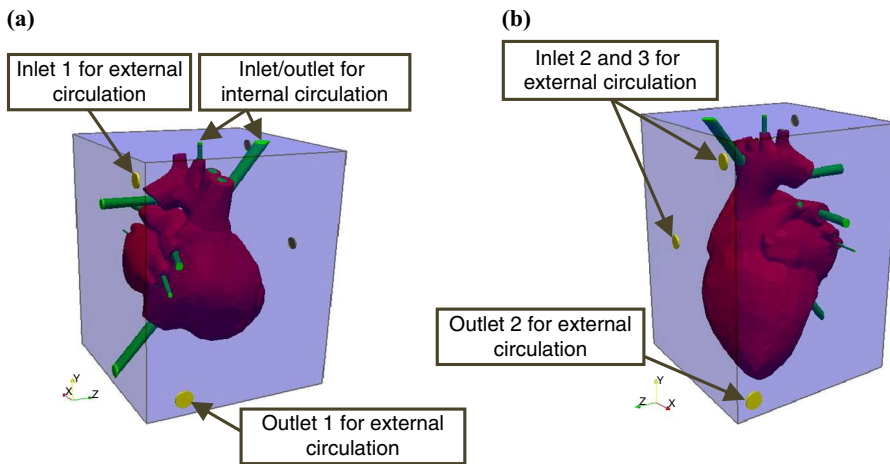 (a)
Inlet 1 for external
circulation
Inlet/outlet for
internal circulation
Y
X
Z
Outlet 1 for external
circulation
(b)
Inlet 2 and 3 for
external circulation
Outlet 2 for external
circulation
Y
Z
X